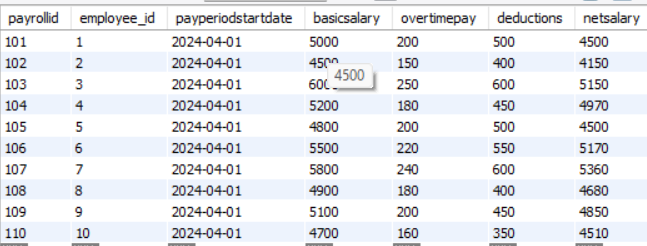 payrollid employee_id payperiodstartdate basicsalary overtimepay deductions netsalary
101 1 2024-04-01 5000 200 500 4500
102 2 2024-04-01 4500 150 400 4150
4500
103 3 2024-04-01 250 600 5150
104 4 2024-04-01 5200 180 450 4970
105 5 2024-04-01 4800 200 500 4500
106 6 2024-04-01 5500 220 550 5170
107 7 2024-04-01 5800 240 600 5360
108 8 2024-04-01 4900 180 400 4680
109 9 2024-04-01 5100 200 450 4850
110 10 2024-04-01 4700 160 350 4510